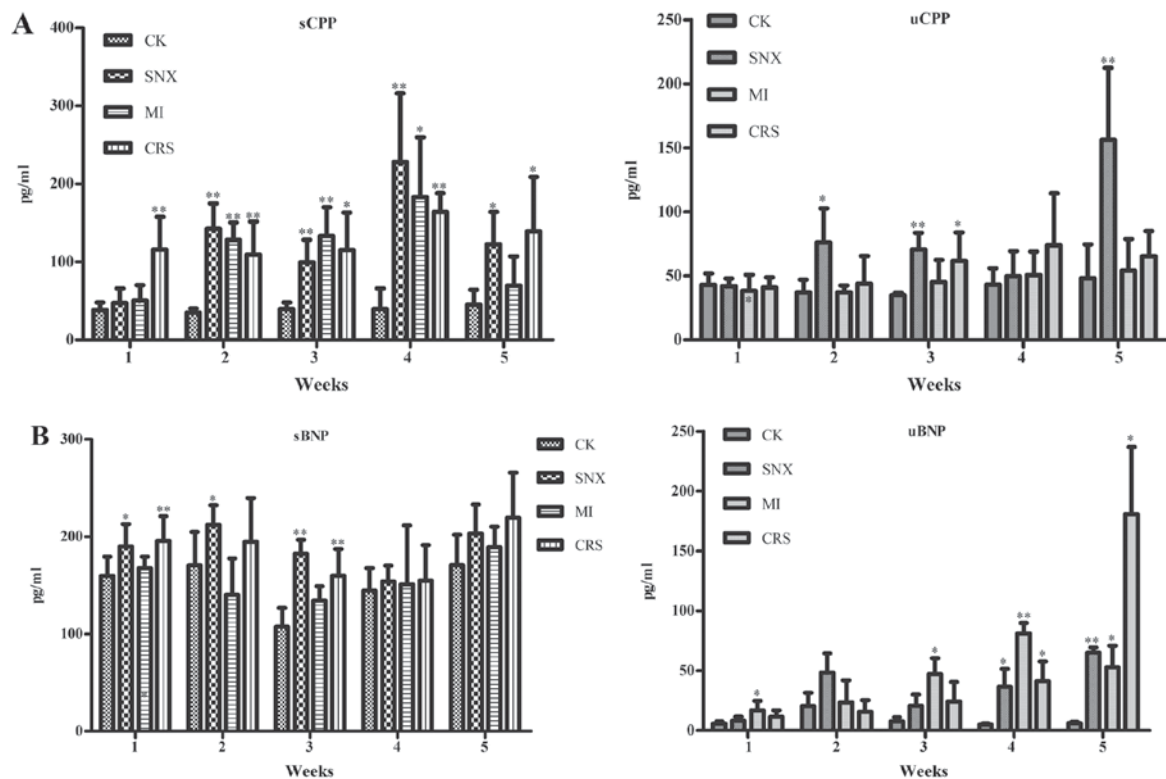 A
sCPP
CK
SNX
MI
CRS
pg/ml
400
300
200
100
0
**
**
**
**
**
**
*
**
*
**
*
*
1 2 3 4 5
Weeks
uCPP
CK
SNX
MI
CRS
pg/ml
250
200
150
100
50
0
*
*
**
*
**
1 2 3 4 5
Weeks
B
sBNP
CK
SNX
MI
CRS
pg/ml
300
200
100
0
*
**
*
**
**
1 2 3 4 5
Weeks
uBNP
CK
SNX
MI
CRS
pg/ml
250
200
150
100
50
0
*
*
*
**
*
**
*
*
1 2 3 4 5
Weeks